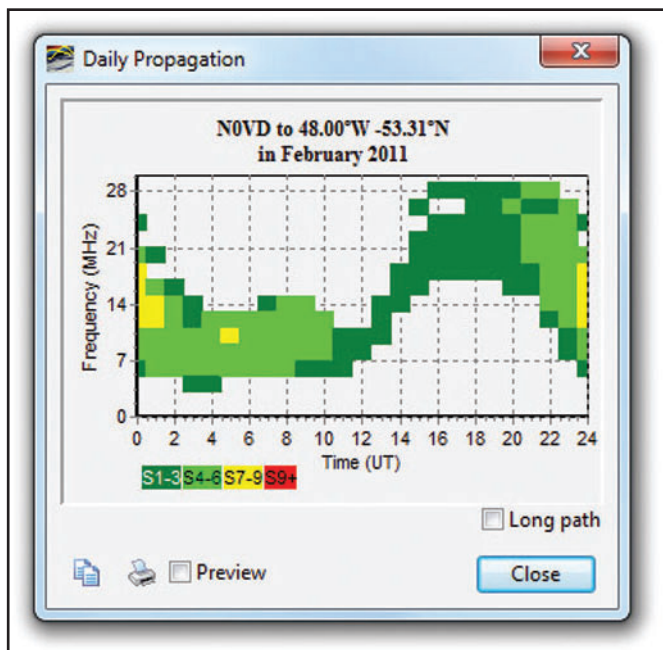 Daily Propagation
N0VD to 48.00°W -53.31°N
in February 2011
Frequency (MHz)
28
21
14
7
0
0 2 4 6 8 10 12 14 16 18 20 22 24
Time (UT)
S1-3 S4-6 S7-9 S9+
Long path
Preview
Close